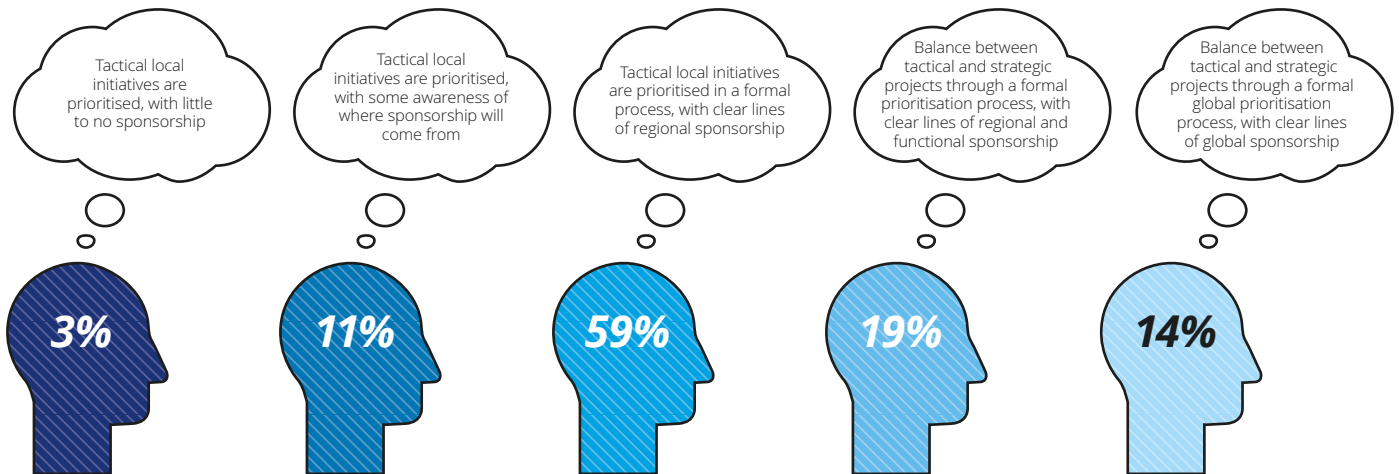 Tactical local
initiatives are
prioritised, with little
to no sponsorship
Tactical local
initiatives are prioritised,
with some awareness of
where sponsorship will
come from
Tactical local initiatives
are prioritised in a formal
process, with clear lines
of regional sponsorship
Balance between
tactical and strategic
projects through a formal
prioritisation process, with
clear lines of regional and
functional sponsorship
Balance between
tactical and strategic
projects through a formal
global prioritisation
process, with clear lines
of global sponsorship
3%
11%
59%
19%
14%